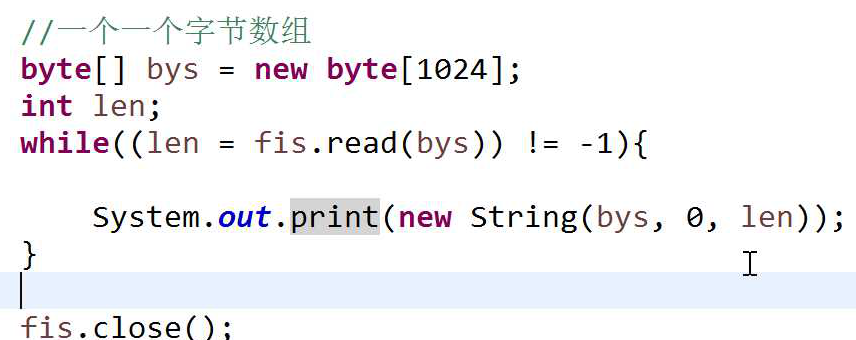 //一个一个字节数组
byte[] bys = new byte[1024];
int len;
while((len = fis.read(bys)) != -1){
System.out.print(new String(bys, 0, len));
}
fis.close();